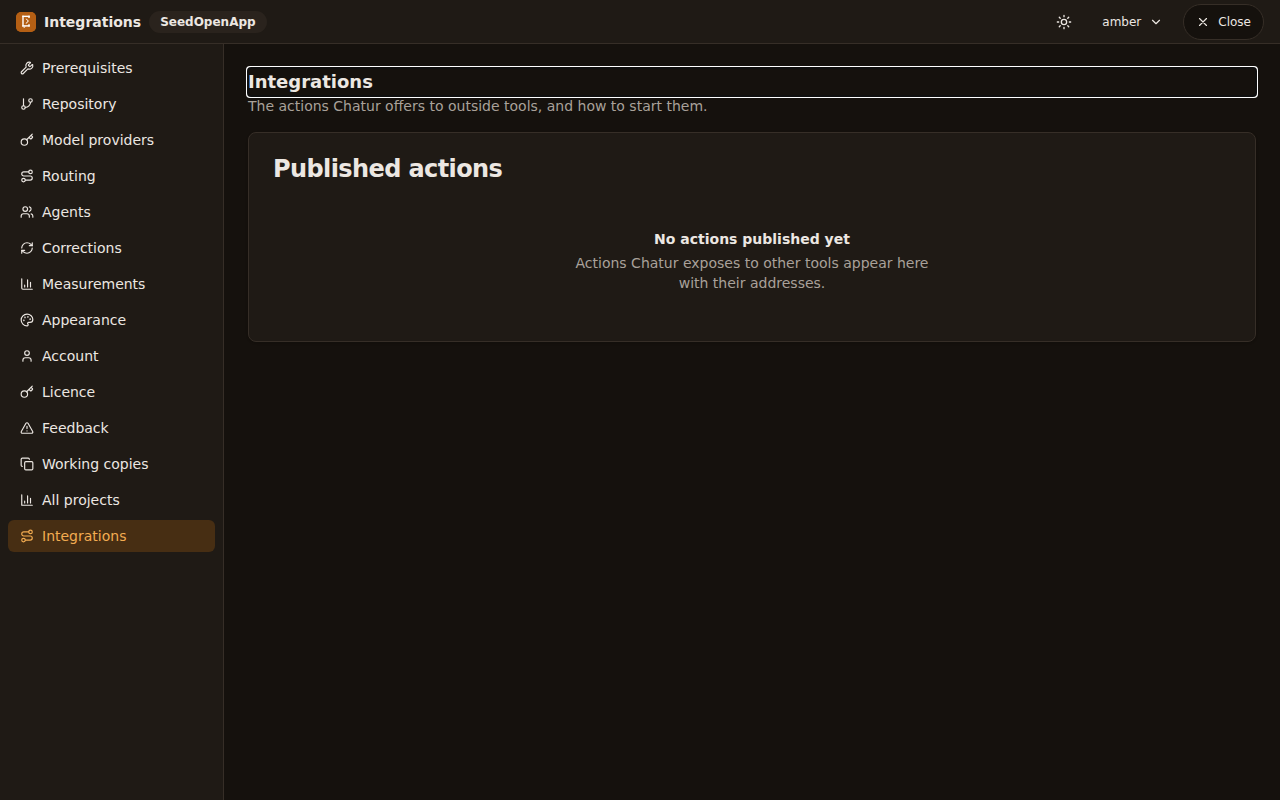 Integrations
SeedOpenApp
amber
Close
Prerequisites
Repository
Model providers
Routing
Agents
Corrections
Measurements
Appearance
Account
Licence
Feedback
Working copies
All projects
Integrations
Integrations
The actions Chatur offers to outside tools, and how to start them.
Published actions
No actions published yet
Actions Chatur exposes to other tools appear here
with their addresses.